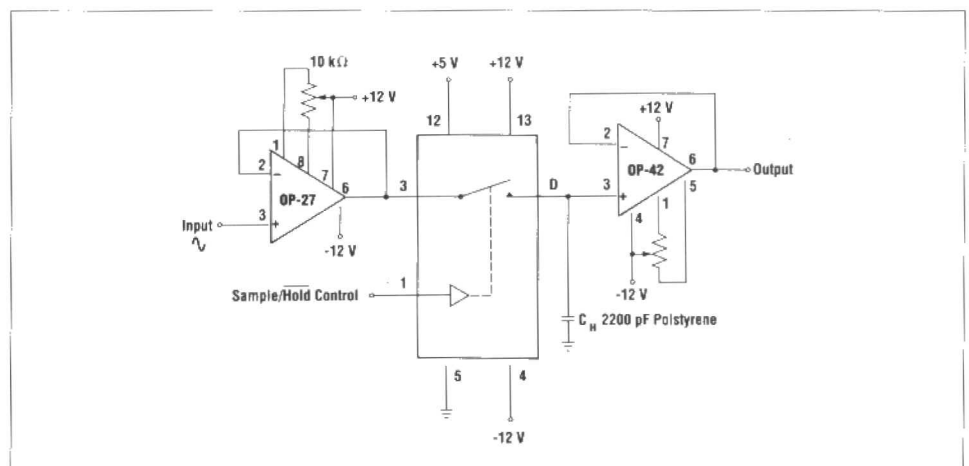 10 kΩ
+5 V
+12 V
+12 V
12
13
+12 V
1
8
7
2
−
6
2
−
7
6
OP-27
3
D
3
OP-42
Output
3
+
+
5
Input
-12 V
4
1
-12 V
Sample/Hold Control
1
C_H 2200 pF Polstyrene
5
4
-12 V